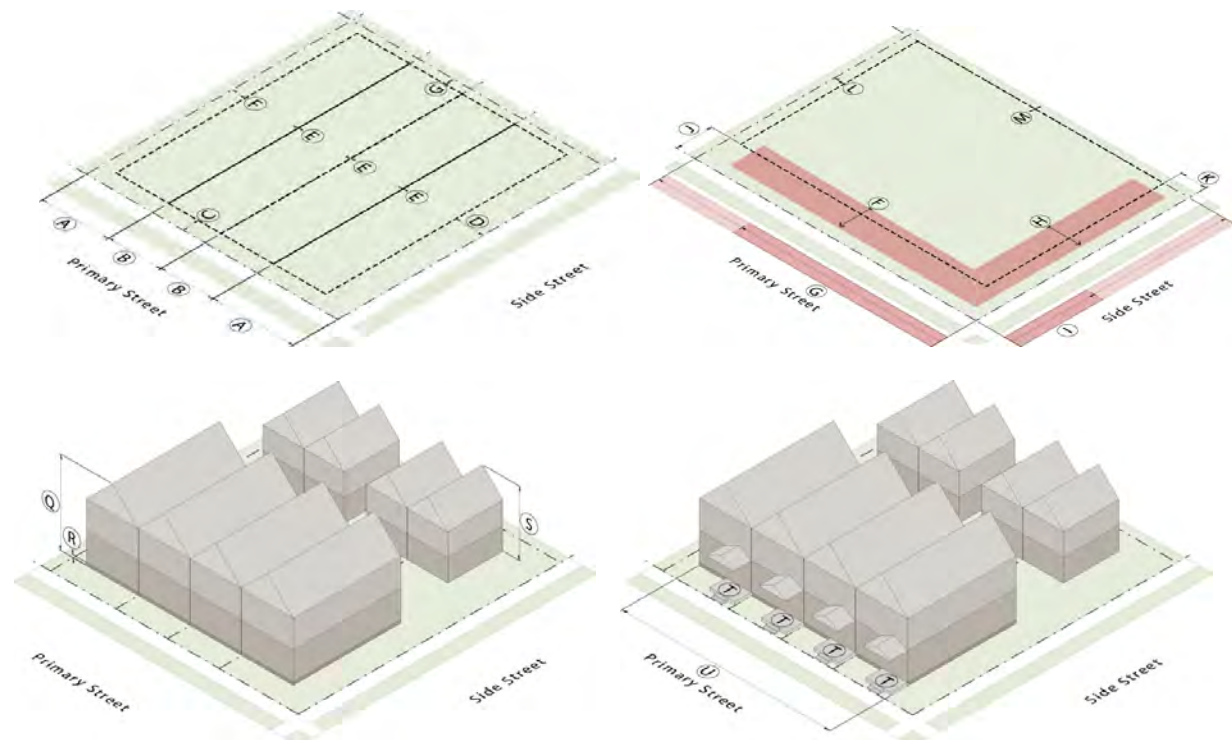 G
F
E
E
E
C
D
A
B
B
A
Primary Street
Side Street
L
M
J
K
F
H
G
I
Primary Street
Side Street
Q
R
S
Primary Street
Side Street
T
T
T
T
U
Primary Street
Side Street